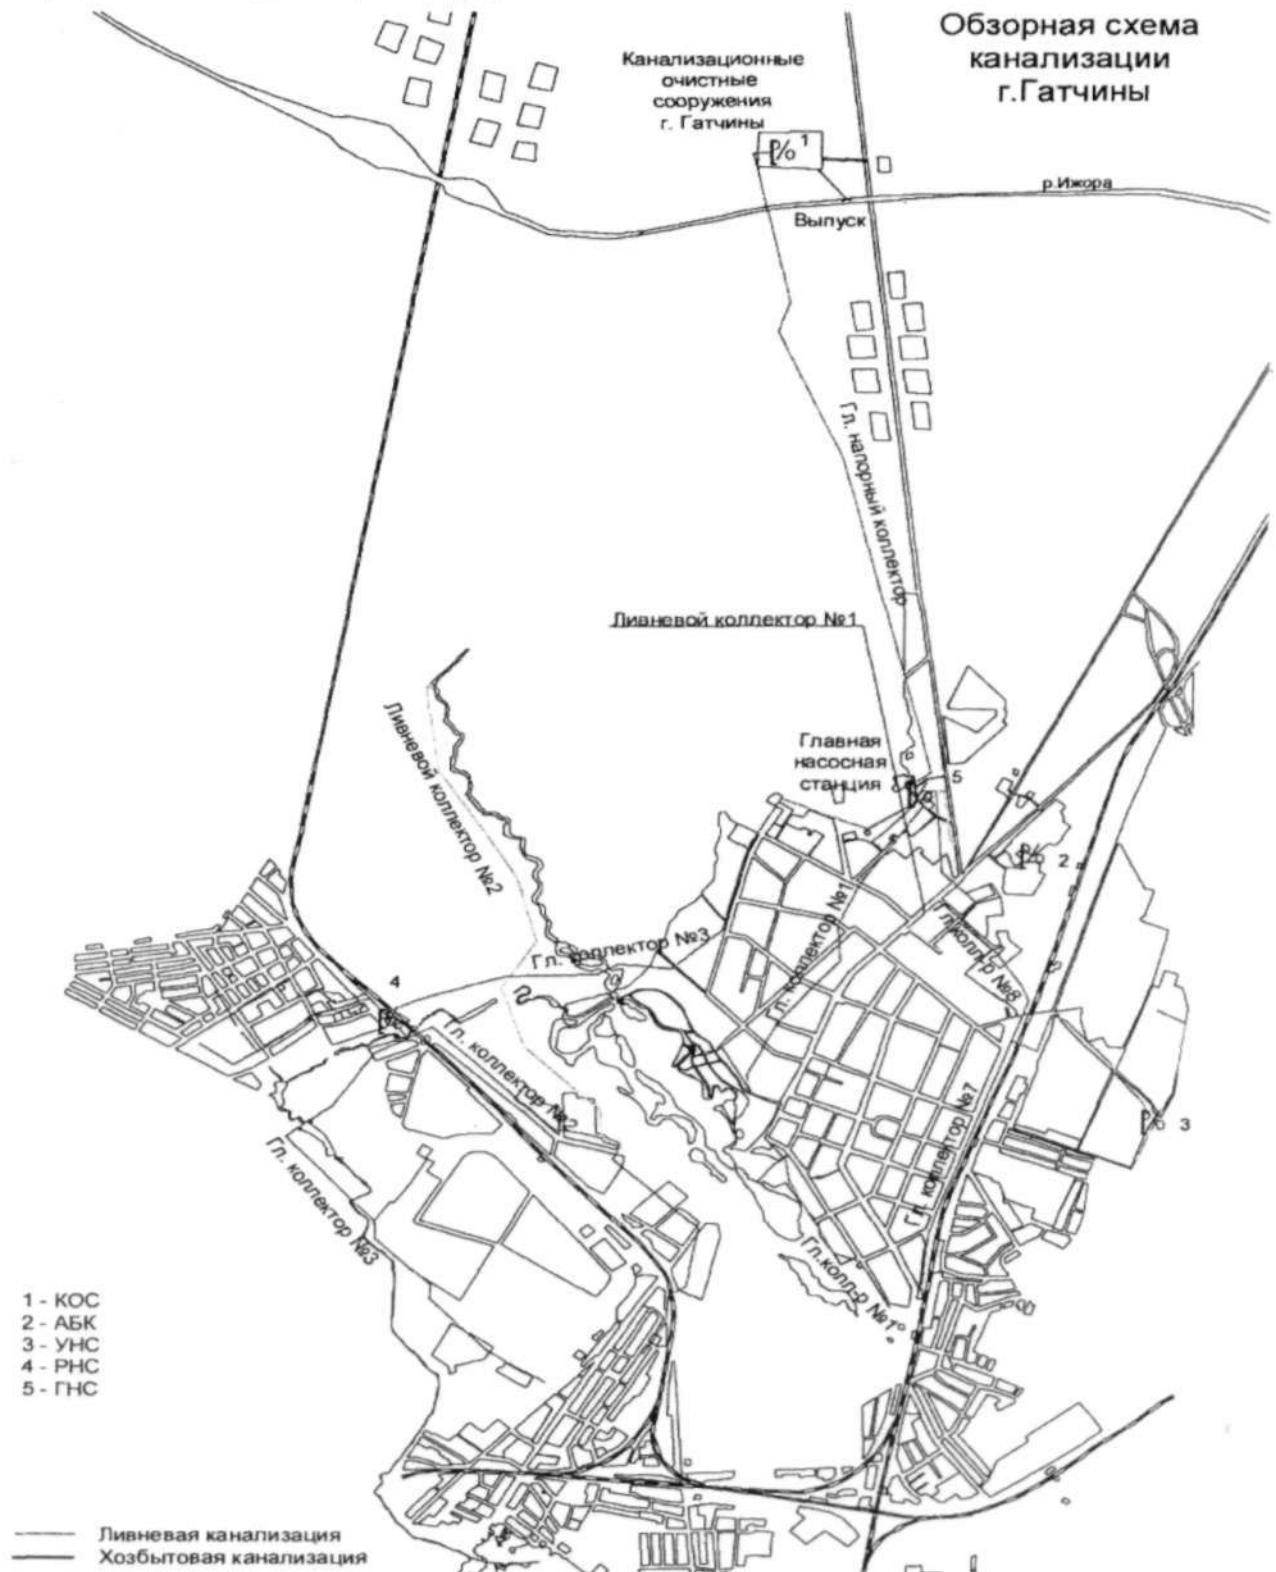 Обзорная схема
канализации
г.Гатчины
Канализационные
очистные
сооружения
г. Гатчины
1
р.Ижора
Выпуск
Гл. напорный коллектор
Ливневой коллектор №1
Ливневой коллектор №2
Главная
насосная
станция
5
2
Гл. коллектор №1
Гл.колл-р №8
Гл. коллектор №3
4
Гл. коллектор №2
Гл. коллектор №7
3
Гл. коллектор №3
Гл.колл-р №1
1 - КОС
2 - АБК
3 - УНС
4 - РНС
5 - ГНС
Ливневая канализация
Хозбытовая канализация